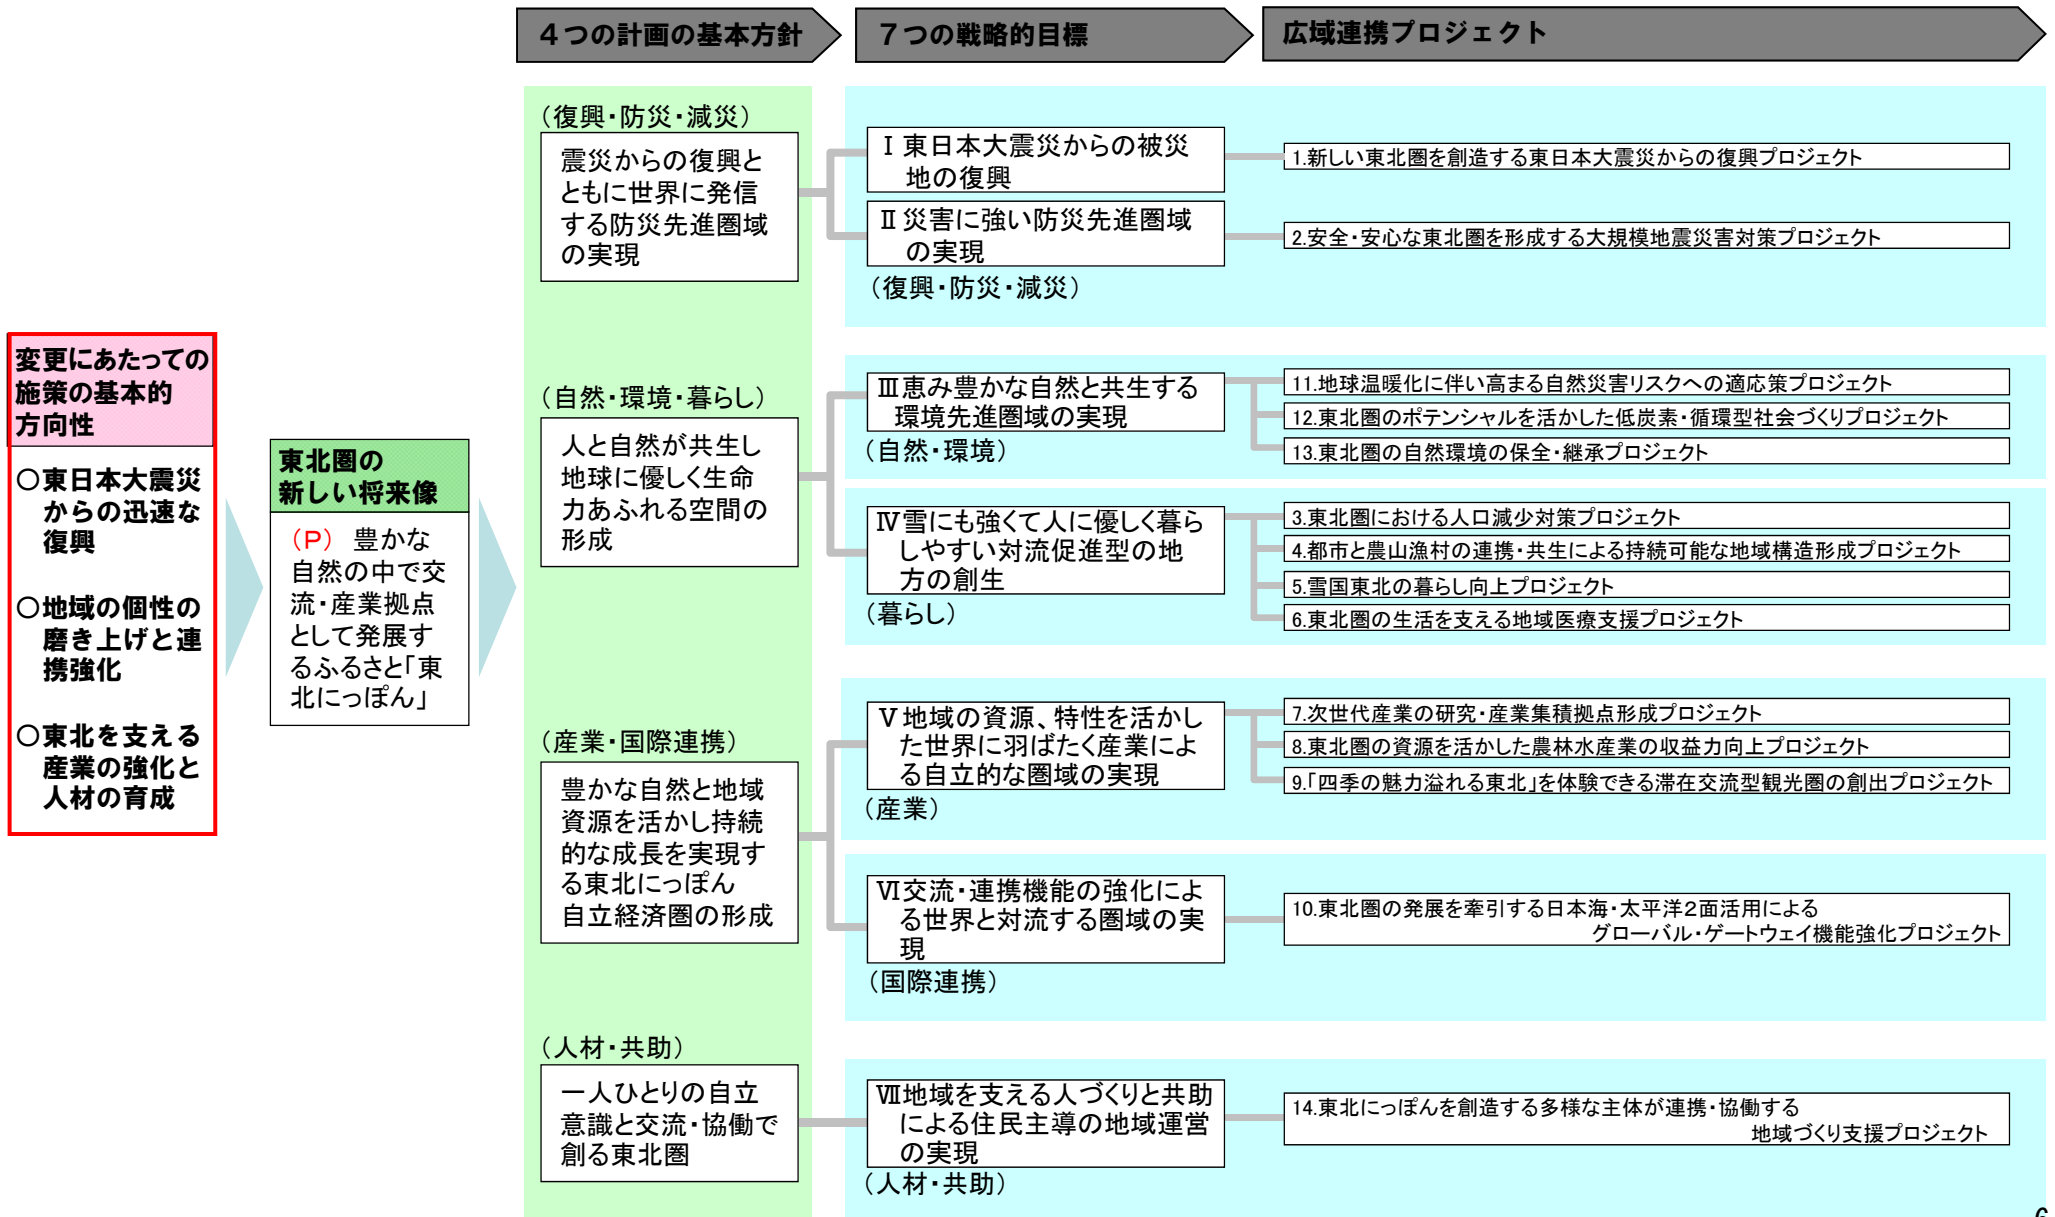 ４つの計画の基本方針
７つの戦略的目標
広域連携プロジェクト
変更にあたっての
施策の基本的
方向性
○東日本大震災
からの迅速な
復興
○地域の個性の
磨き上げと連
携強化
○東北を支える
産業の強化と
人材の育成
東北圏の
新しい将来像
（Ｐ） 豊かな
自然の中で交
流・産業拠点
として発展す
るふるさと「東
北にっぽん」
（復興・防災・減災）
震災からの復興と
ともに世界に発信
する防災先進圏域
の実現
Ⅰ 東日本大震災からの被災
地の復興
1.新しい東北圏を創造する東日本大震災からの復興プロジェクト
Ⅱ 災害に強い防災先進圏域
の実現
2.安全・安心な東北圏を形成する大規模地震災害対策プロジェクト
（復興・防災・減災）
（自然・環境・暮らし）
人と自然が共生し
地球に優しく生命
力あふれる空間の
形成
Ⅲ恵み豊かな自然と共生する
環境先進圏域の実現
（自然・環境）
11.地球温暖化に伴い高まる自然災害リスクへの適応策プロジェクト
12.東北圏のポテンシャルを活かした低炭素・循環型社会づくりプロジェクト
13.東北圏の自然環境の保全・継承プロジェクト
Ⅳ雪にも強くて人に優しく暮ら
しやすい対流促進型の地
方の創生
（暮らし）
3.東北圏における人口減少対策プロジェクト
4.都市と農山漁村の連携・共生による持続可能な地域構造形成プロジェクト
5.雪国東北の暮らし向上プロジェクト
6.東北圏の生活を支える地域医療支援プロジェクト
（産業・国際連携）
豊かな自然と地域
資源を活かし持続
的な成長を実現す
る東北にっぽん
自立経済圏の形成
Ⅴ 地域の資源、特性を活かし
た世界に羽ばたく産業によ
る自立的な圏域の実現
（産業）
7.次世代産業の研究・産業集積拠点形成プロジェクト
8.東北圏の資源を活かした農林水産業の収益力向上プロジェクト
9.「四季の魅力溢れる東北」を体験できる滞在交流型観光圏の創出プロジェクト
Ⅵ交流・連携機能の強化によ
る世界と対流する圏域の実
現
（国際連携）
10.東北圏の発展を牽引する日本海・太平洋２面活用による
グローバル・ゲートウェイ機能強化プロジェクト
（人材・共助）
一人ひとりの自立
意識と交流・協働で
創る東北圏
Ⅶ地域を支える人づくりと共助
による住民主導の地域運営
の実現
（人材・共助）
14.東北にっぽんを創造する多様な主体が連携・協働する
地域づくり支援プロジェクト